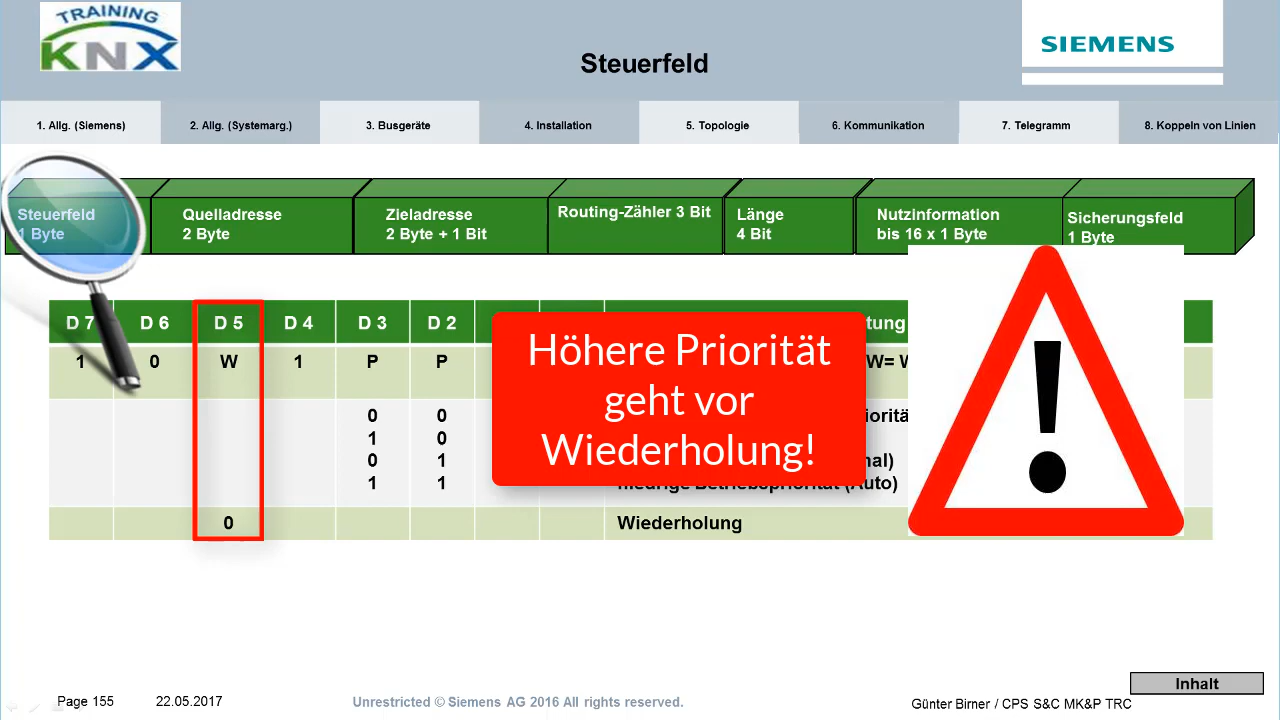 TRAINING
KNX
SIEMENS
Steuerfeld
1. Allg. (Siemens) 2. Allg. (Systemarg.) 3. Busgeräte 4. Installation 5. Topologie 6. Kommunikation 7. Telegramm 8. Koppeln von Linien
Steuerfeld Quelladresse Zieladresse Routing-Zähler 3 Bit Länge Nutzinformation Sicherungsfeld
1 Byte 2 Byte 2 Byte + 1 Bit 4 Bit bis 16 x 1 Byte 1 Byte
D 7 D 6 D 5 D 4 D 3 D 2
1 0 W 1 P P W=
Höhere Priorität
geht vor
Wiederholung!
0 0
1 0
0 1
1 1 niedrige Betriebspriorität (Auto)
0 Wiederholung
Inhalt
Page 155 22.05.2017 Unrestricted © Siemens AG 2016 All rights reserved. Günter Birner / CPS S&C MK&P TRC